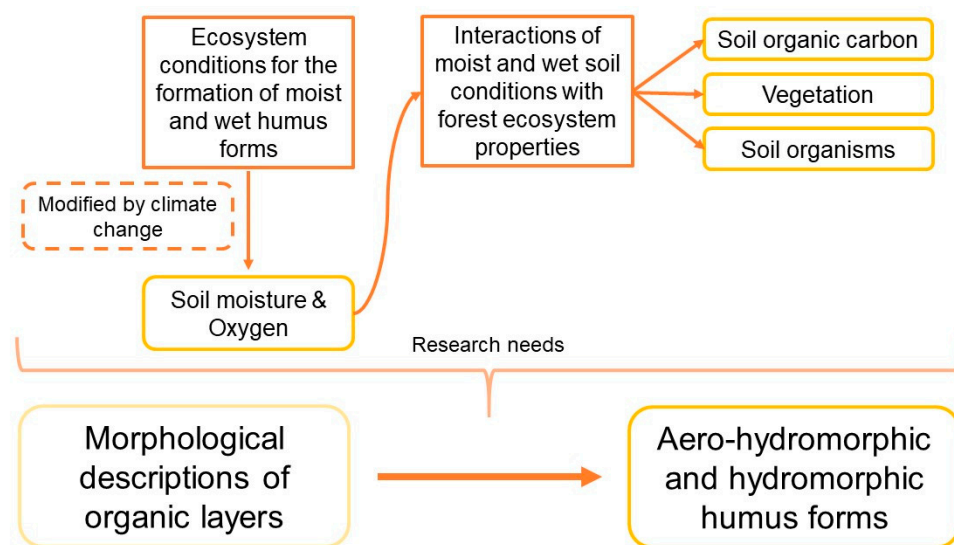 Ecosystem
conditions for the
formation of moist
and wet humus
forms
Interactions of
moist and wet soil
conditions with
forest ecosystem
properties
Soil organic carbon
Vegetation
Soil organisms
Modified by climate
change
Soil moisture &
Oxygen
Research needs
Morphological
descriptions of
organic layers
Aero-hydromorphic
and hydromorphic
humus forms